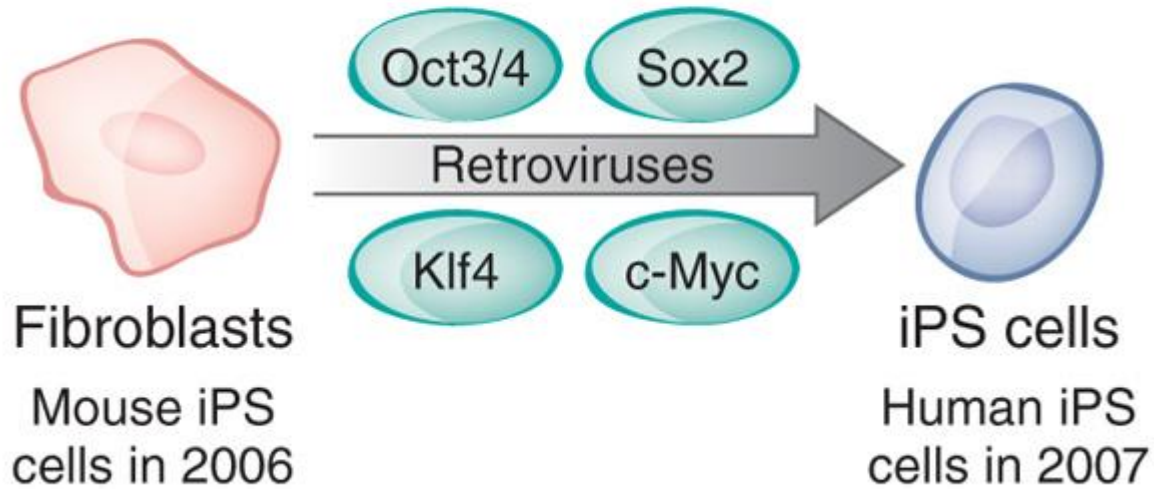 Oct3/4 Sox2
Retroviruses
Klf4 c-Myc
Fibroblasts
Mouse iPS
cells in 2006
iPS cells
Human iPS
cells in 2007